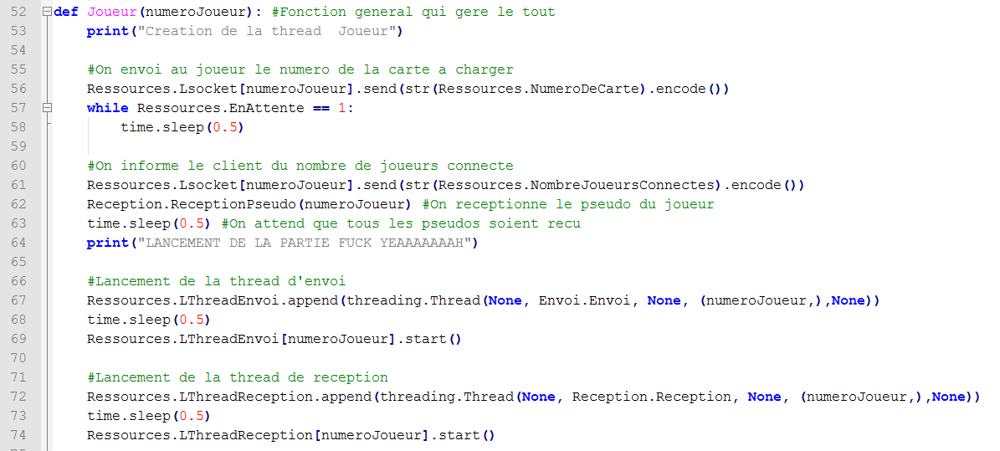 52 def Joueur(numeroJoueur): #Fonction general qui gere le tout
53     print("Creation de la thread  Joueur")
54
55     #On envoi au joueur le numero de la carte a charger
56     Ressources.Lsocket[numeroJoueur].send(str(Ressources.NumeroDeCarte).encode())
57     while Ressources.EnAttente == 1:
58         time.sleep(0.5)
59
60     #On informe le client du nombre de joueurs connecte
61     Ressources.Lsocket[numeroJoueur].send(str(Ressources.NombreJoueursConnectes).encode())
62     Reception.ReceptionPseudo(numeroJoueur) #On receptionne le pseudo du joueur
63     time.sleep(0.5) #On attend que tous les pseudos soient recu
64     print("LANCEMENT DE LA PARTIE FUCK YEAAAAAAAH")
65
66     #Lancement de la thread d'envoi
67     Ressources.LThreadEnvoi.append(threading.Thread(None, Envoi.Envoi, None, (numeroJoueur,),None))
68     time.sleep(0.5)
69     Ressources.LThreadEnvoi[numeroJoueur].start()
70
71     #Lancement de la thread de reception
72     Ressources.LThreadReception.append(threading.Thread(None, Reception.Reception, None, (numeroJoueur,),None))
73     time.sleep(0.5)
74     Ressources.LThreadReception[numeroJoueur].start()